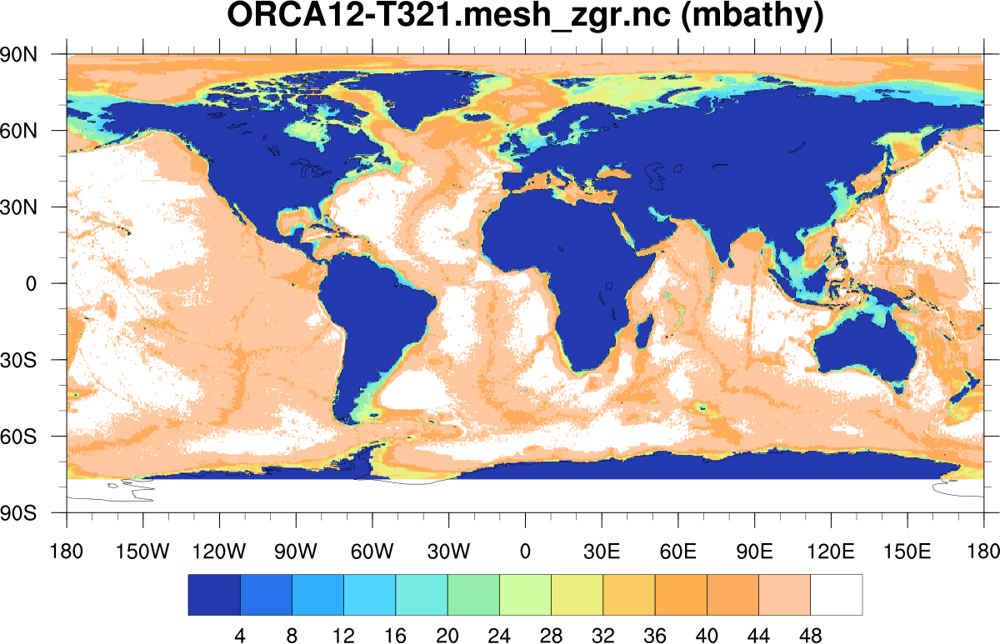 ORCA12-T321.mesh_zgr.nc (mbathy)
90N
60N
30N
0
30S
60S
90S
180 150W 120W 90W 60W 30W 0 30E 60E 90E 120E 150E 180
4 8 12 16 20 24 28 32 36 40 44 48